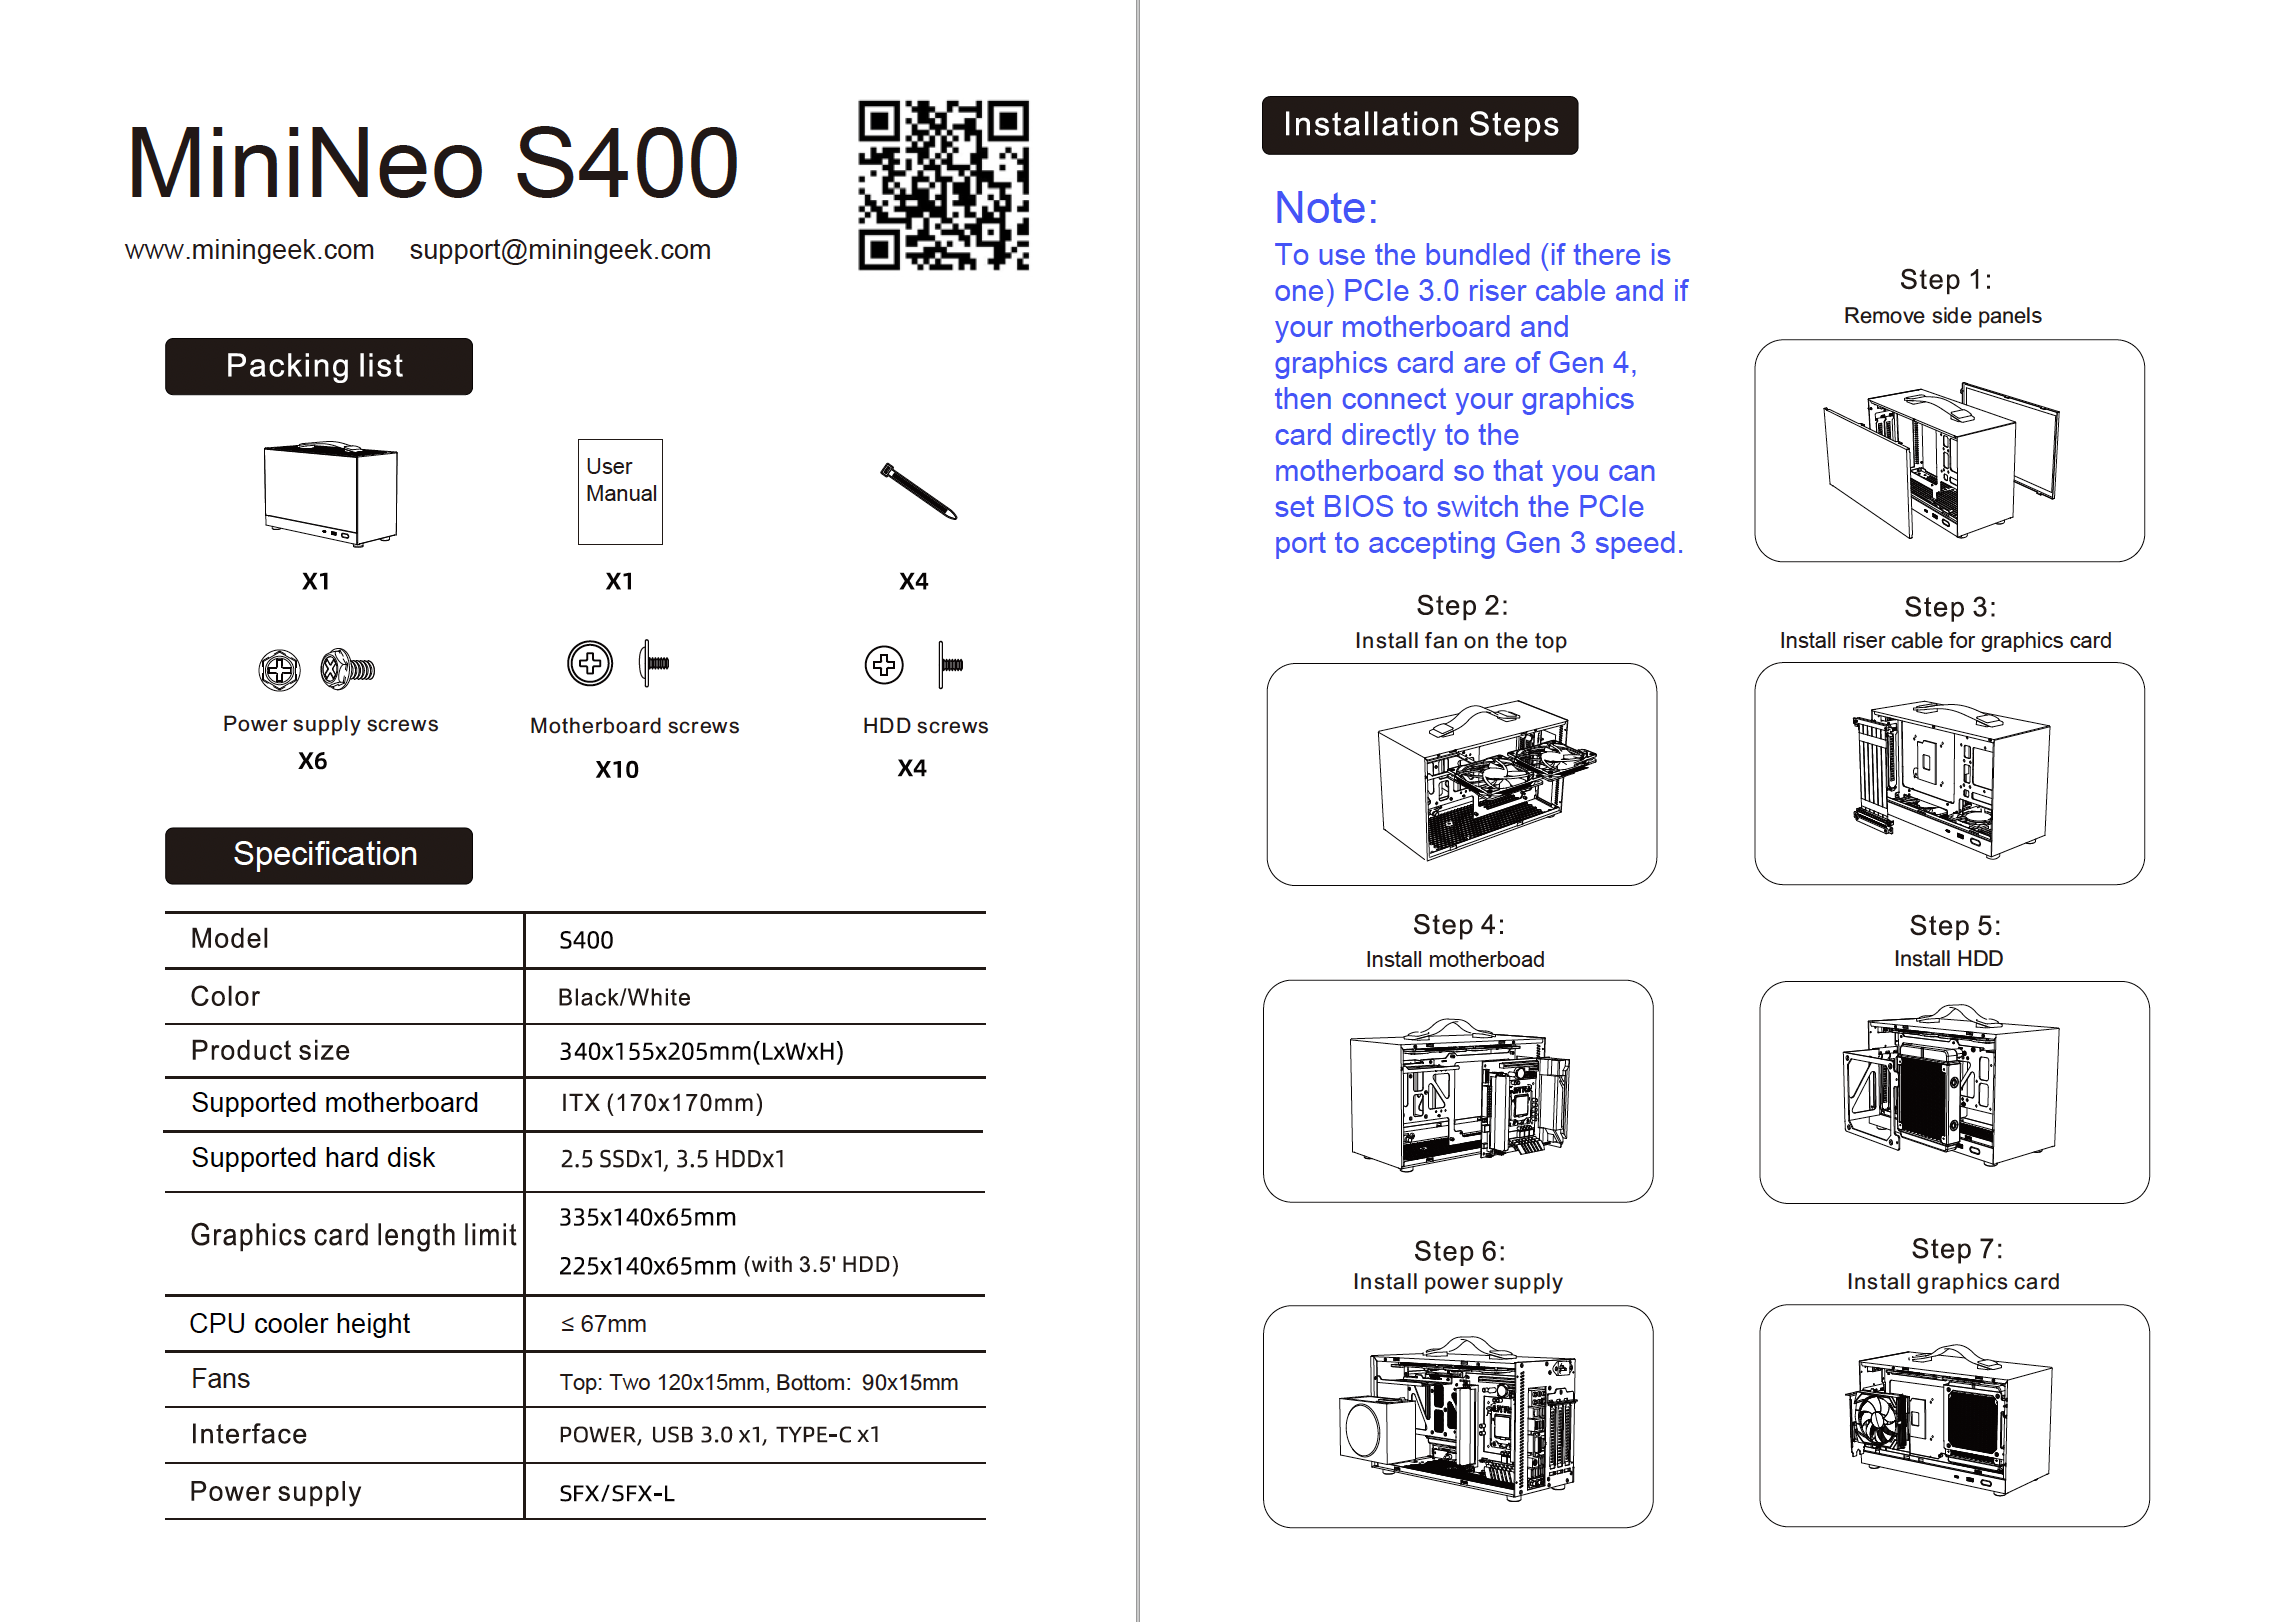 MiniNeo S400
www.miningeek.com support@miningeek.com
Packing list
User
Manual
X1
X1
X4
Power supply screws
X6
Motherboard screws
X10
HDD screws
X4
Specification
Model S400
Color Black/White
Product size 340x155x205mm(LxWxH)
Supported motherboard ITX (170x170mm)
Supported hard disk 2.5 SSDx1, 3.5 HDDx1
Graphics card length limit 335x140x65mm
225x140x65mm (with 3.5' HDD)
CPU cooler height ≤ 67mm
Fans Top: Two 120x15mm, Bottom: 90x15mm
Interface POWER, USB 3.0 x1, TYPE-C x1
Power supply SFX/SFX-L
Installation Steps
Note:
To use the bundled (if there is
one) PCIe 3.0 riser cable and if
your motherboard and
graphics card are of Gen 4,
then connect your graphics
card directly to the
motherboard so that you can
set BIOS to switch the PCIe
port to accepting Gen 3 speed.
Step 1:
Remove side panels
Step 2:
Install fan on the top
Step 3:
Install riser cable for graphics card
Step 4:
Install motherboad
Step 5:
Install HDD
Step 6:
Install power supply
Step 7:
Install graphics card